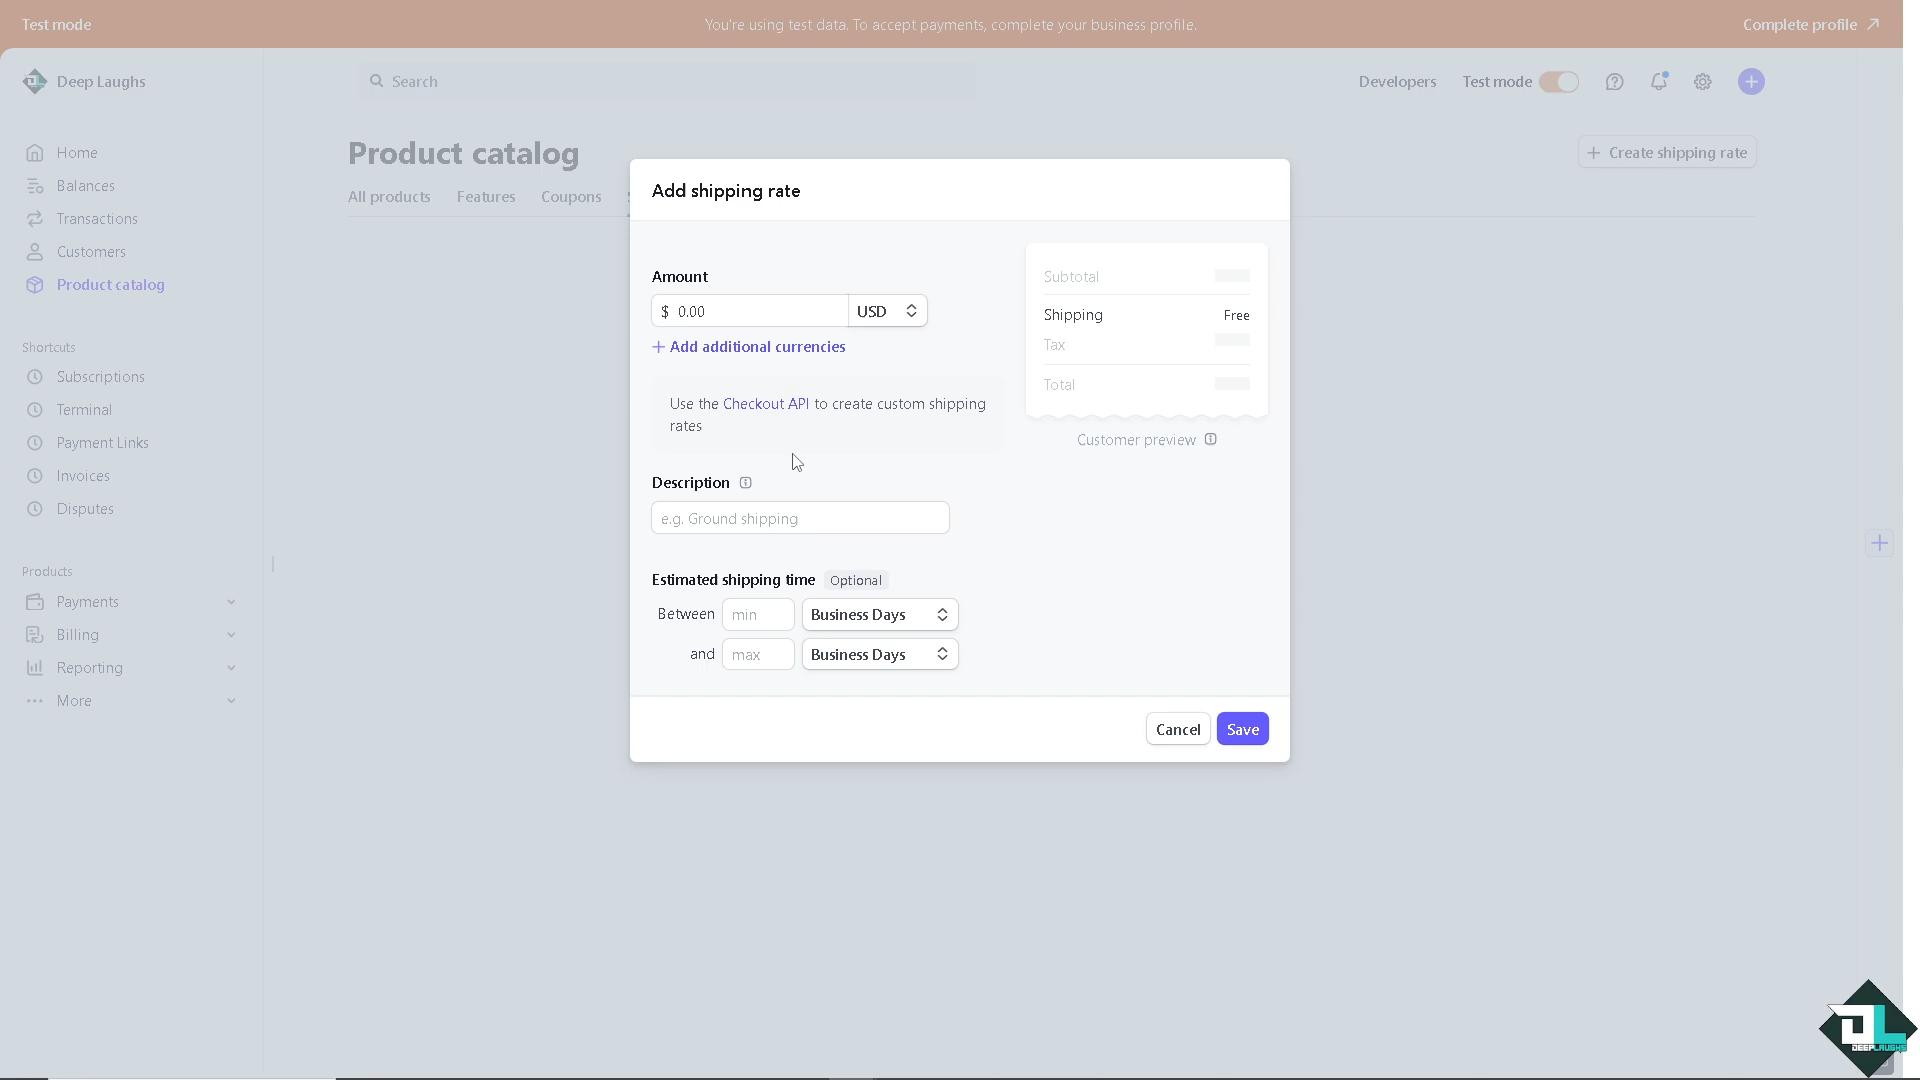 Test mode
You're using test data. To accept payments, complete your business profile.
Complete profile
Deep Laughs
Search
Developers
Test mode
Home
Balances
Transactions
Customers
Product catalog
Shortcuts
Subscriptions
Terminal
Payment Links
Invoices
Disputes
Products
Payments
Billing
Reporting
More
Product catalog
Create shipping rate
All products
Features
Coupons
Add shipping rate
Amount
$ 0.00
USD
Add additional currencies
Use the Checkout API to create custom shipping
rates
Description
e.g. Ground shipping
Estimated shipping time Optional
Between min Business Days
and max Business Days
Subtotal
Shipping Free
Tax
Total
Customer preview
Cancel
Save
DL
DEEPLAUGHS